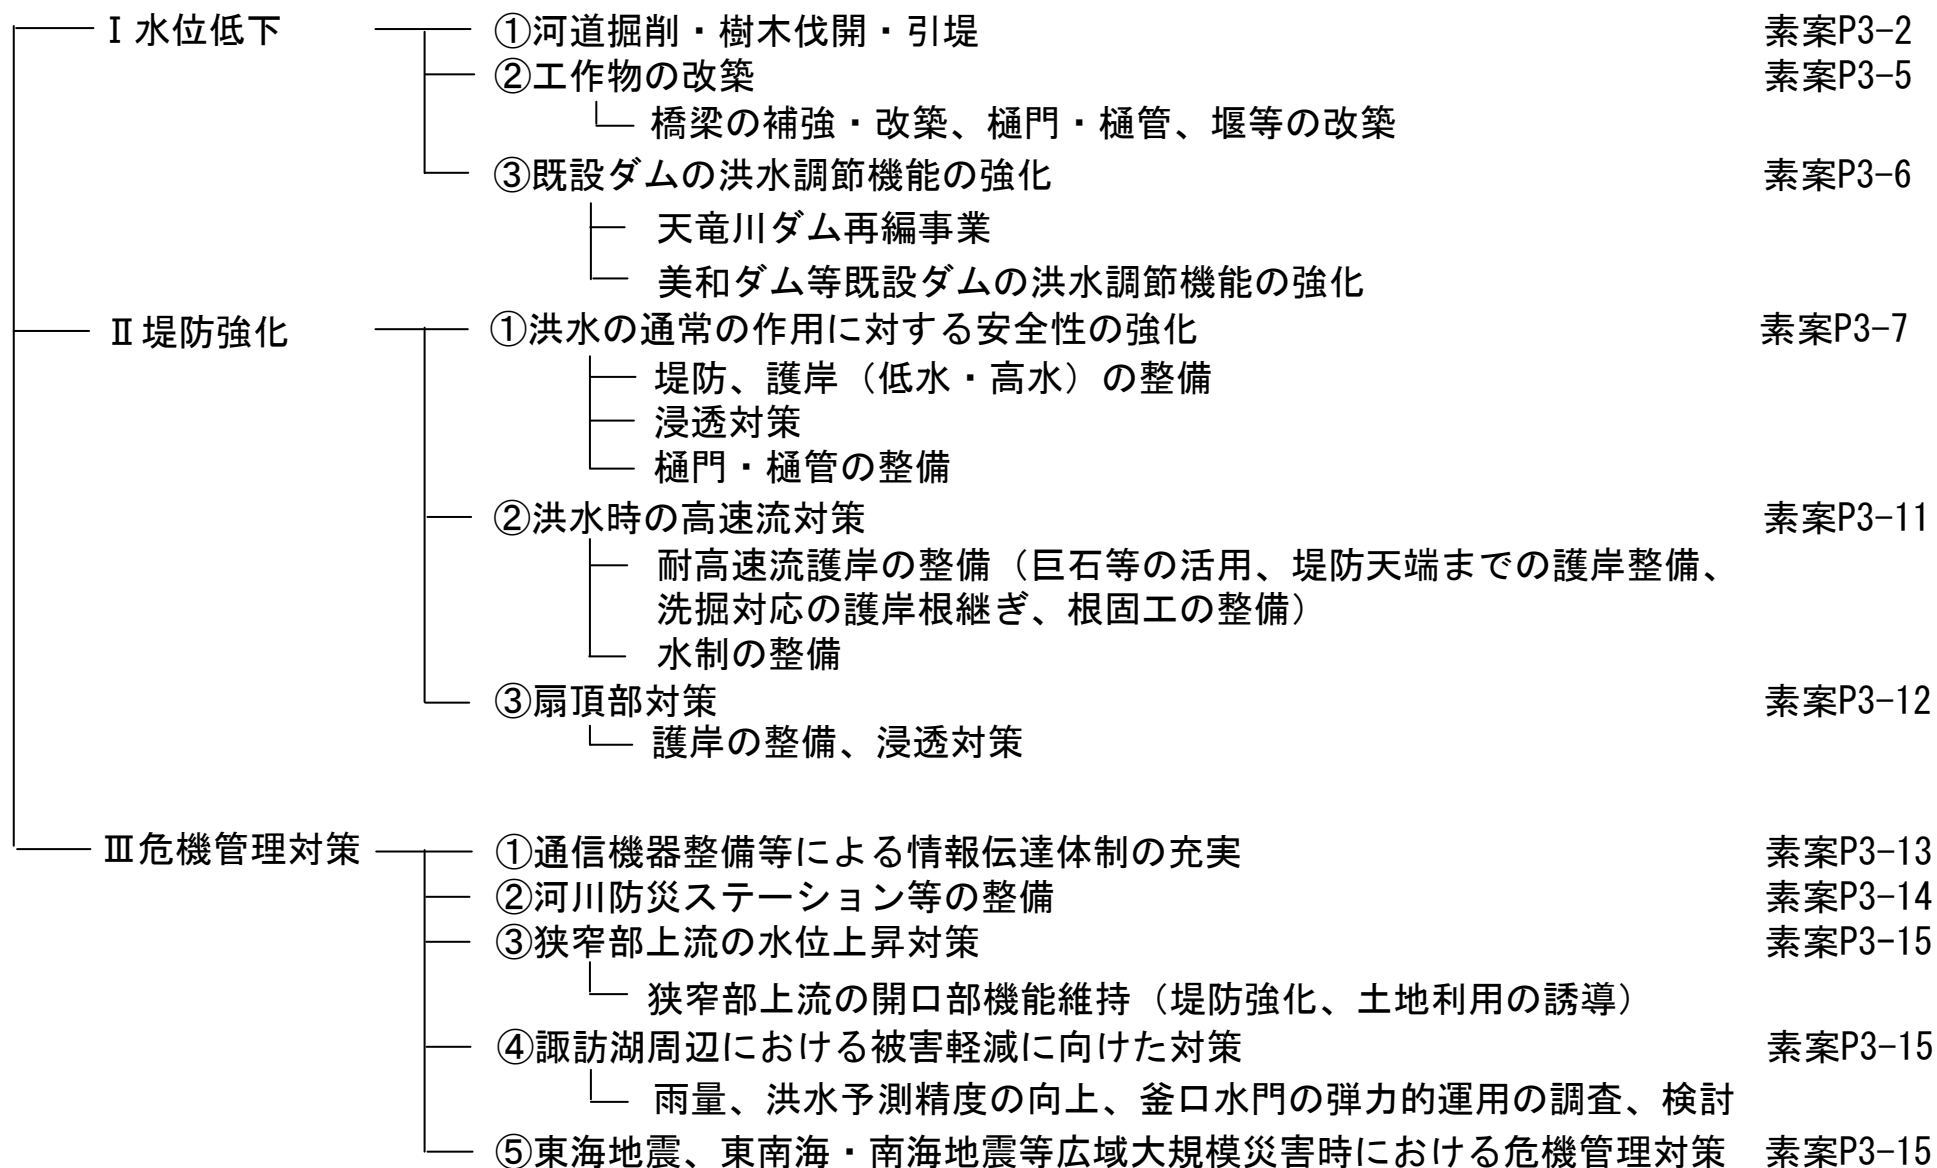 Ⅰ水位低下 ①河道掘削・樹木伐開・引堤 素案P3-2
②工作物の改築 素案P3-5
橋梁の補強・改築、樋門・樋管、堰等の改築
③既設ダムの洪水調節機能の強化 素案P3-6
天竜川ダム再編事業
美和ダム等既設ダムの洪水調節機能の強化
Ⅱ堤防強化 ①洪水の通常の作用に対する安全性の強化 素案P3-7
堤防、護岸（低水・高水）の整備
浸透対策
樋門・樋管の整備
②洪水時の高速流対策 素案P3-11
耐高速流護岸の整備（巨石等の活用、堤防天端までの護岸整備、
洗掘対応の護岸根継ぎ、根固工の整備）
水制の整備
③扇頂部対策 素案P3-12
護岸の整備、浸透対策
Ⅲ危機管理対策 ①通信機器整備等による情報伝達体制の充実 素案P3-13
②河川防災ステーション等の整備 素案P3-14
③狭窄部上流の水位上昇対策 素案P3-15
狭窄部上流の開口部機能維持（堤防強化、土地利用の誘導）
④諏訪湖周辺における被害軽減に向けた対策 素案P3-15
雨量、洪水予測精度の向上、釜口水門の弾力的運用の調査、検討
⑤東海地震、東南海・南海地震等広域大規模災害時における危機管理対策 素案P3-15